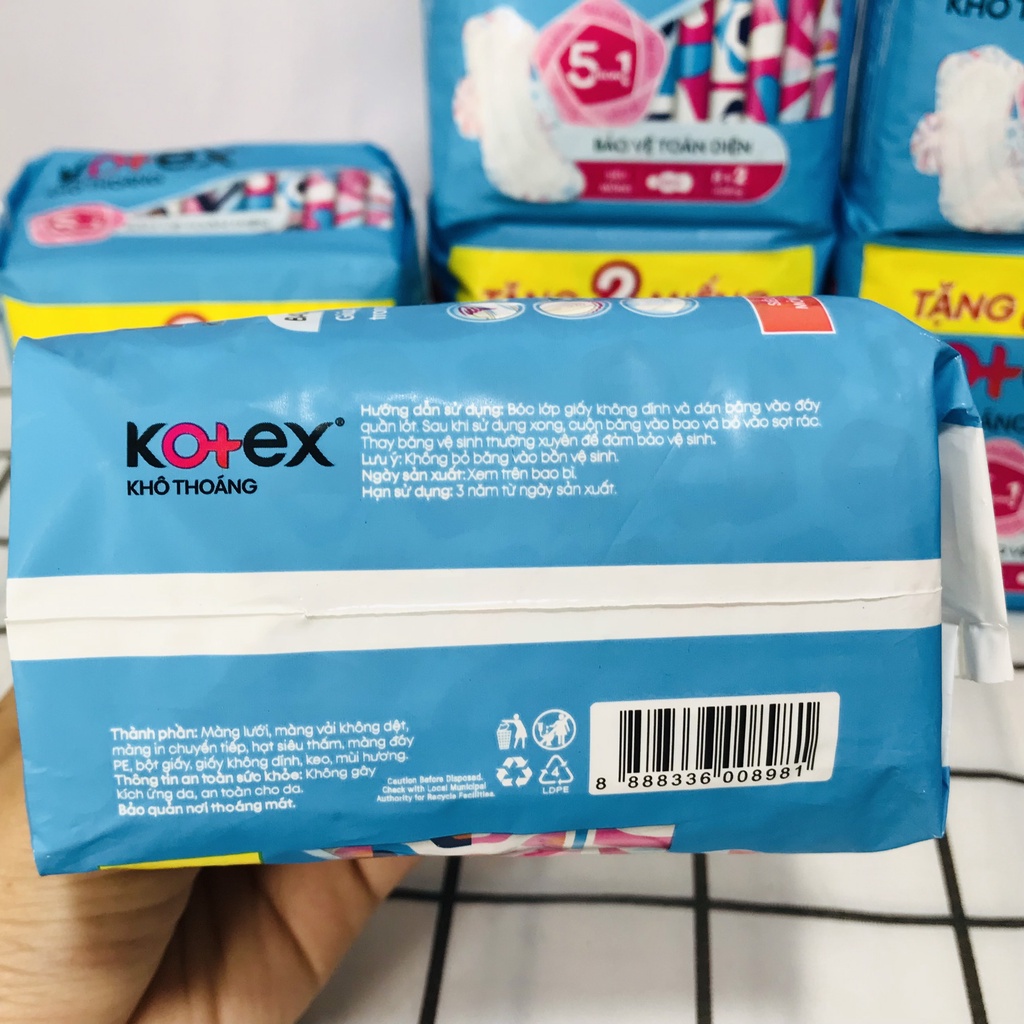 Kotex
KHÔ THOÁNG
5 1
BẢO VỆ TOÀN DIỆN
KHÔ
TẶNG 2 MIẾNG
TẶNG
Kotex®
KHÔ THOÁNG
Hướng dẫn sử dụng: Bóc lớp giấy không dính và dán băng vào đáy
quần lót. Sau khi sử dụng xong, cuộn băng vào bao và bỏ vào sọt rác.
Thay băng vệ sinh thường xuyên để đảm bảo vệ sinh.
Lưu ý: Không bỏ băng vào bồn vệ sinh.
Ngày sản xuất: Xem trên bao bì.
Hạn sử dụng: 3 năm từ ngày sản xuất.
Thành phần: Màng lưới, màng vải không dệt,
màng in chuyển tiếp, hạt siêu thấm, màng đáy
PE, bột giấy, giấy không dính, keo, mùi hương.
Thông tin an toàn sức khỏe: Không gây
kích ứng da, an toàn cho da.
Bảo quản nơi thoáng mát.
Caution Before Disposed.
Check with Local Municipal
Authority for Recycle Facilities.
4
LDPE
8 888336 008981